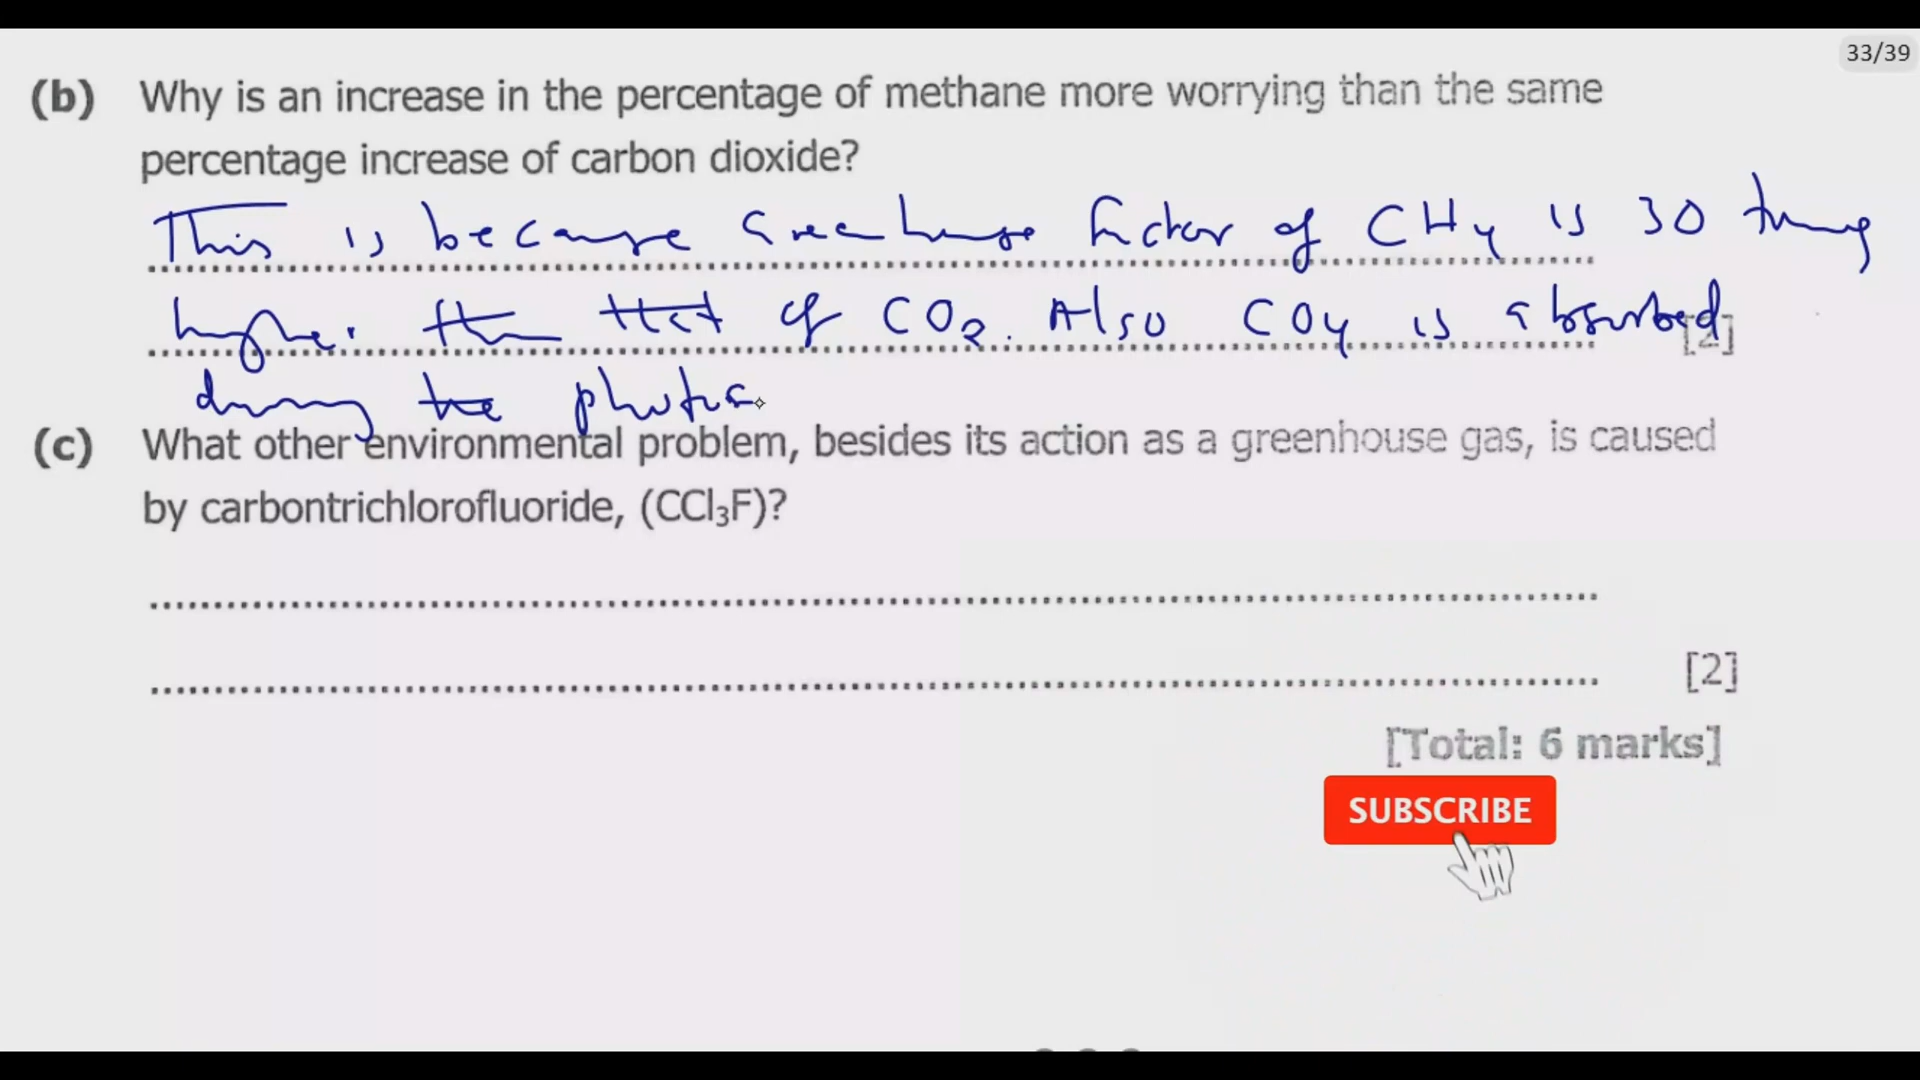 33/39
(b) Why is an increase in the percentage of methane more worrying than the same
percentage increase of carbon dioxide?
This is because Greenhouse factor of CH4 is 30 times
higher than that of CO2. Also CO4 is absorbed
[2]
during the photos
(c) What other environmental problem, besides its action as a greenhouse gas, is caused
by carbontrichlorofluoride, (CCl₃F)?
[2]
[Total: 6 marks]
SUBSCRIBE